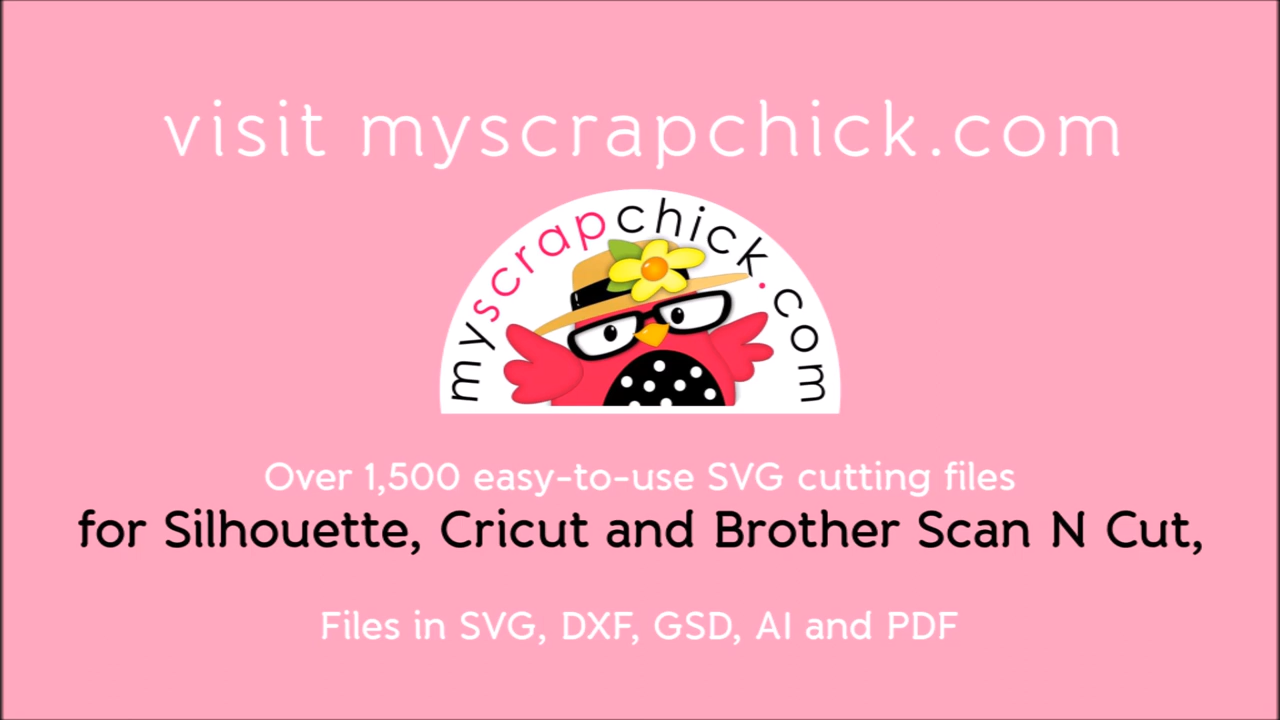 visit myscrapchick.com
myscrapchick.com
Over 1,500 easy-to-use SVG cutting files
for Silhouette, Cricut and Brother Scan N Cut,
Files in SVG, DXF, GSD, AI and PDF